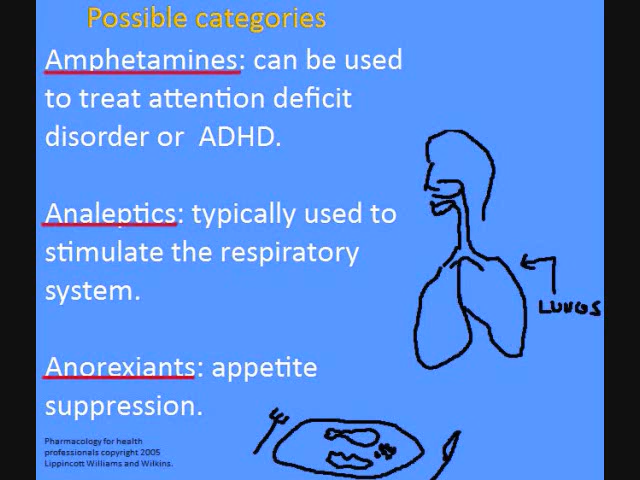 Possible categories
Amphetamines: can be used
to treat attention deficit
disorder or  ADHD.
Analeptics: typically used to
stimulate the respiratory
system.
LUNGS
Anorexiants: appetite
suppression.
Pharmacology for health
professionals copyright 2005
Lippincott Williams and Wilkins.